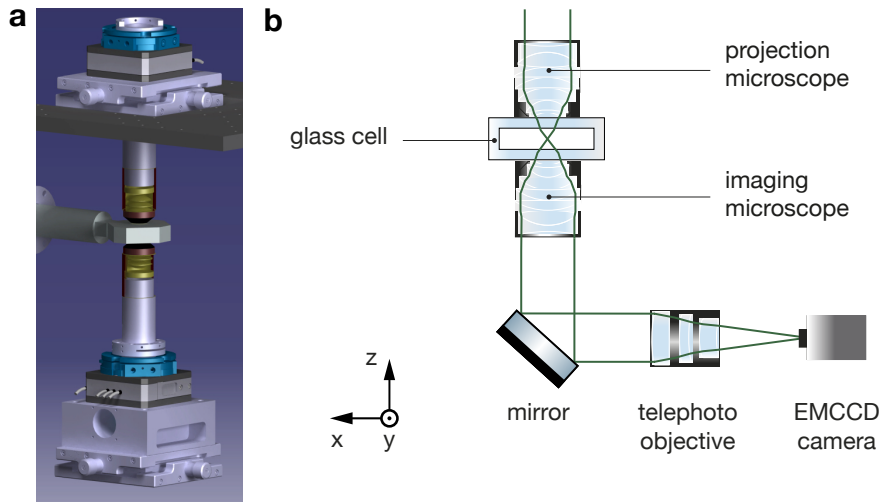 a
b
projection
microscope
glass cell
imaging
microscope
z
x
y
mirror
telephoto
objective
EMCCD
camera